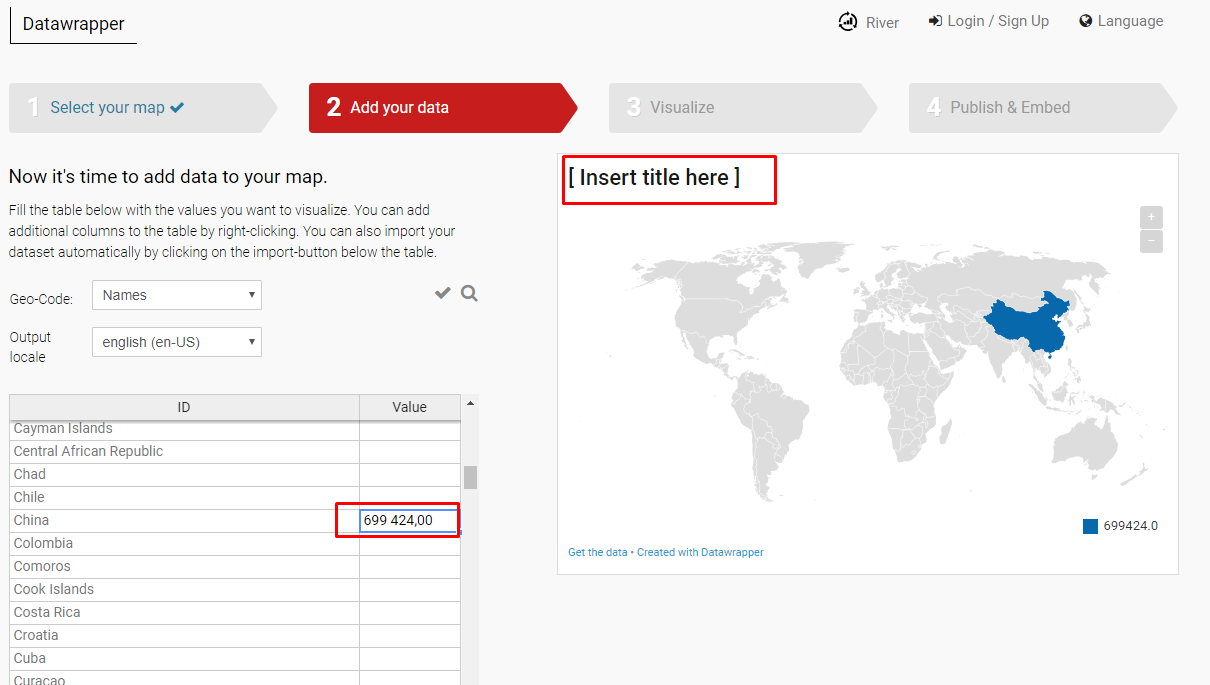 Datawrapper
River
Login / Sign Up
Language
1 Select your map
2 Add your data
3 Visualize
4 Publish & Embed
Now it's time to add data to your map.
Fill the table below with the values you want to visualize. You can add
additional columns to the table by right-clicking. You can also import your
dataset automatically by clicking on the import-button below the table.
Geo-Code:
Names
Output
locale
english (en-US)
ID
Value
Cayman Islands
Central African Republic
Chad
Chile
China
699 424,00
Colombia
Comoros
Cook Islands
Costa Rica
Croatia
Cuba
Curaçao
[ Insert title here ]
+
−
699424.0
Get the data • Created with Datawrapper